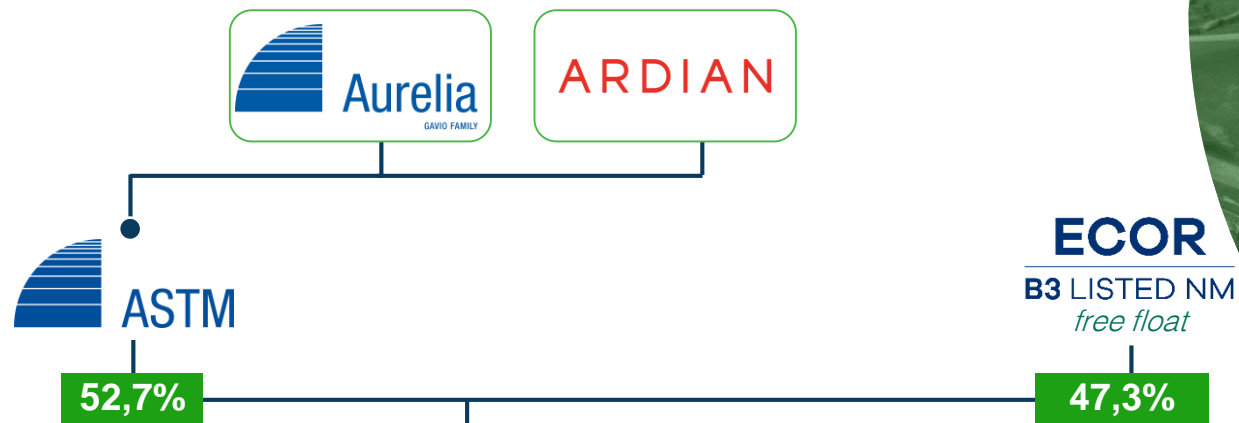 Aurelia
GAVIO FAMILY
ARDIAN
ASTM
ECOR
B3 LISTED NM
free float
52,7%
47,3%